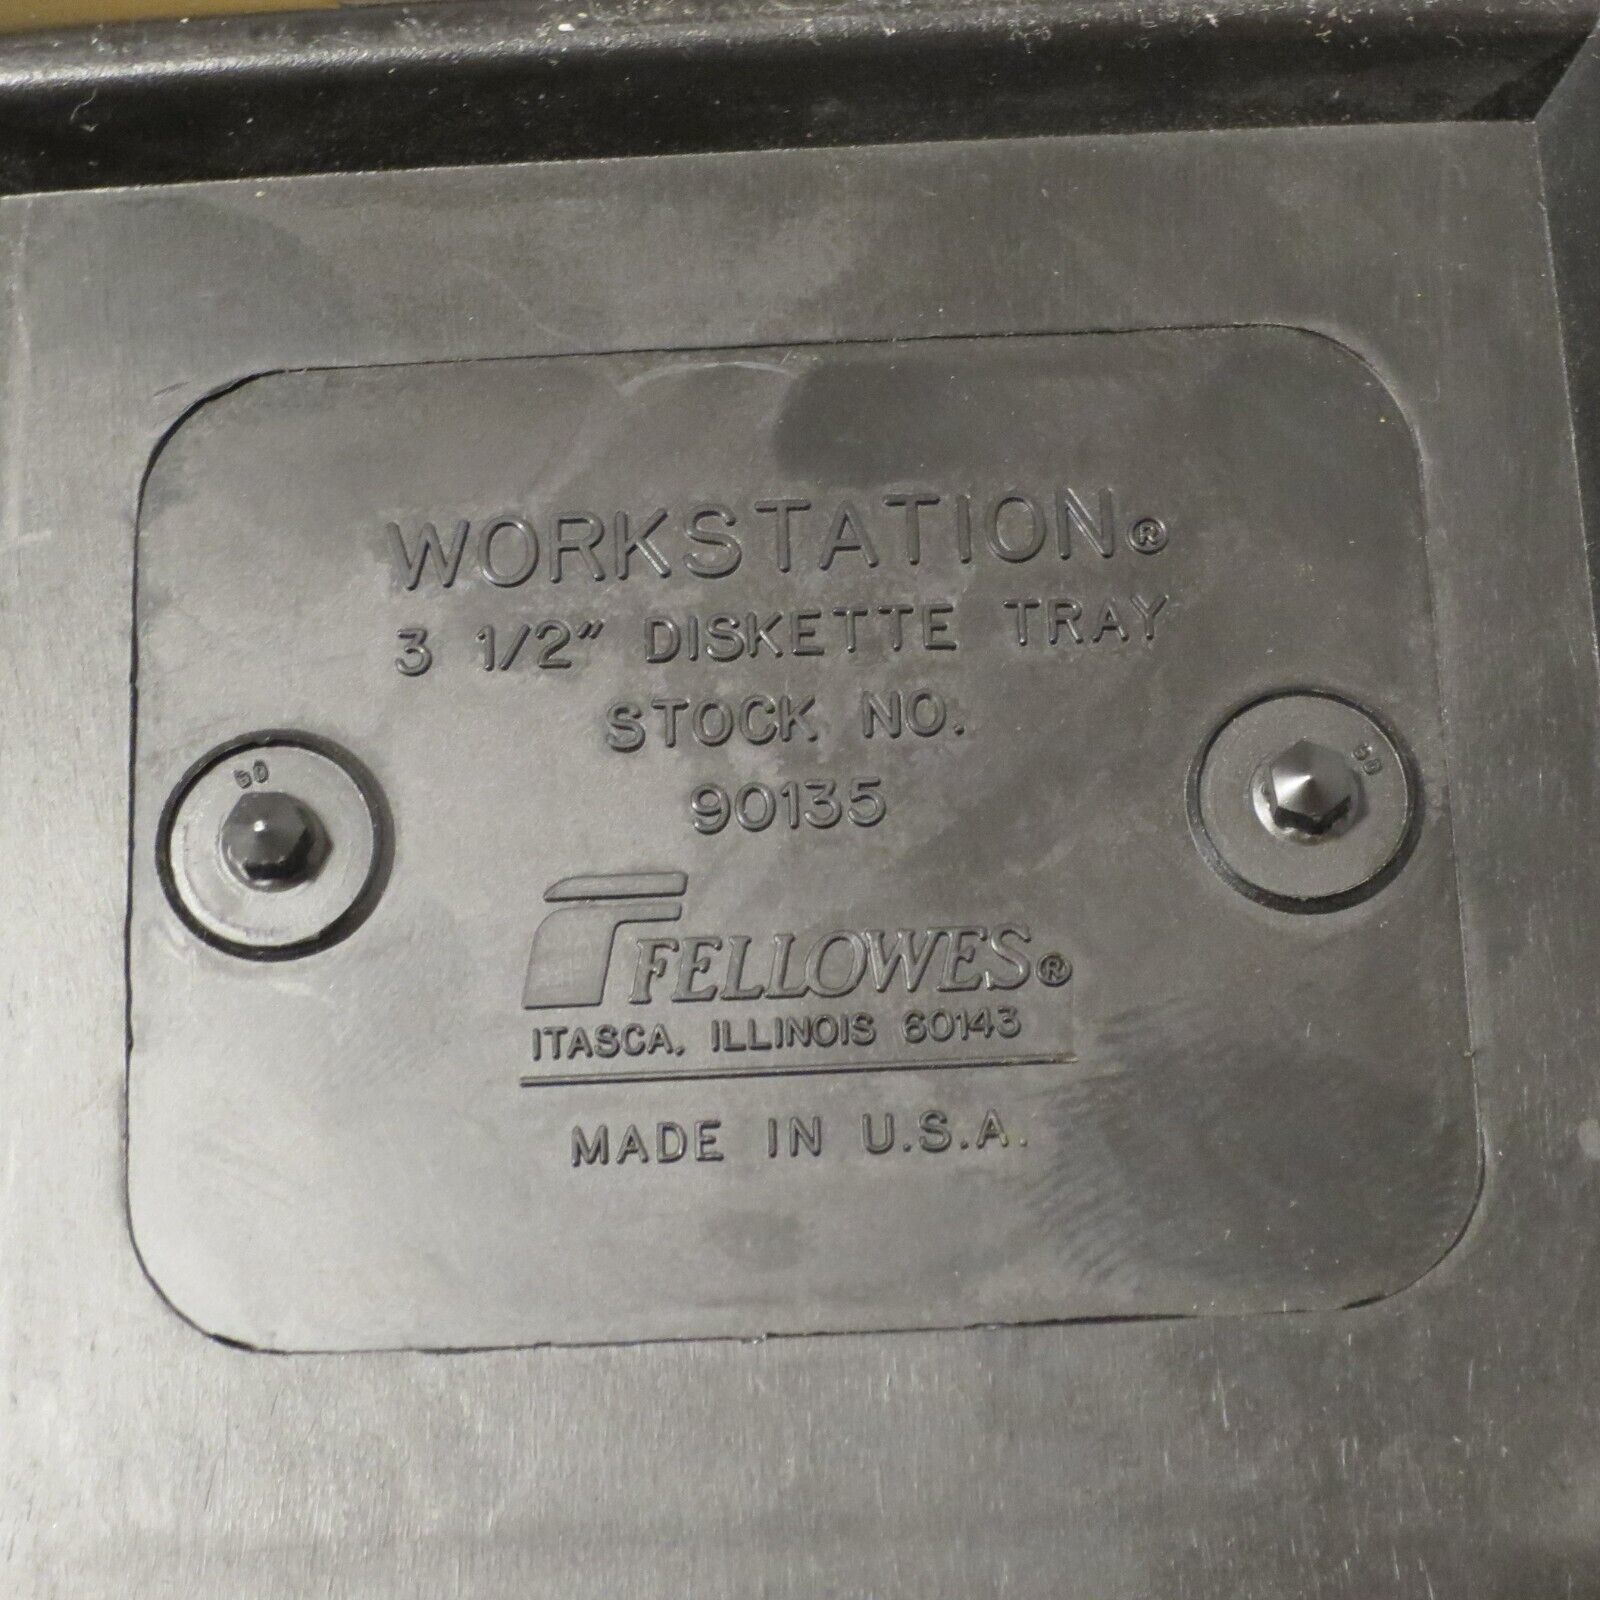 WORKSTATION®
3 1/2" DISKETTE TRAY
STOCK NO.
90135
FELLOWES®
ITASCA, ILLINOIS 60143
MADE IN U.S.A.